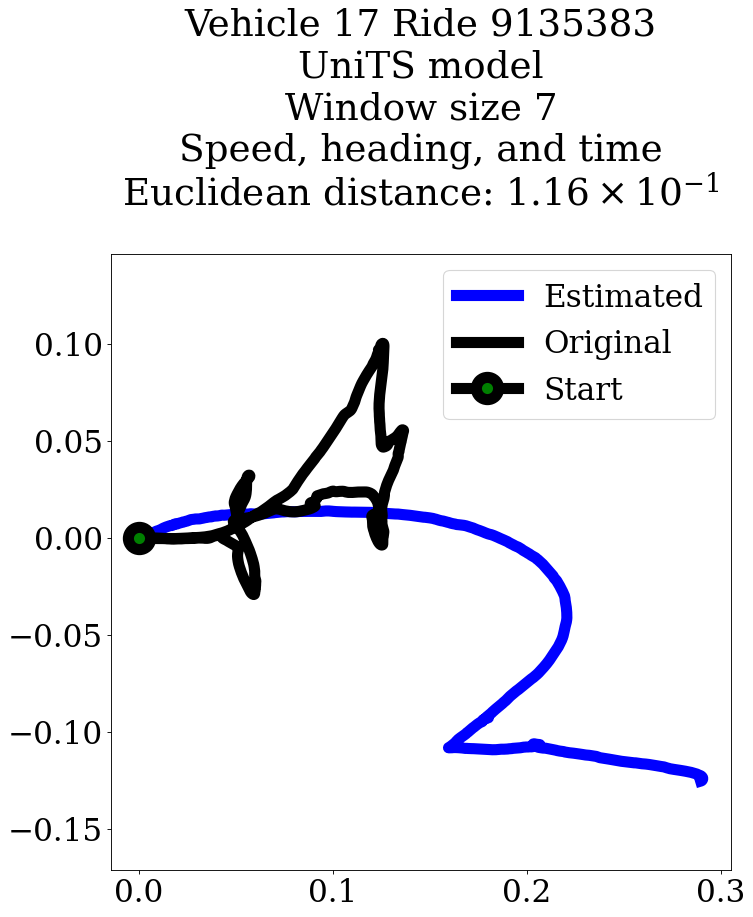 Vehicle 17 Ride 9135383
UniTS model
Window size 7
Speed, heading, and time
Euclidean distance: 1.16 × 10⁻¹
Estimated
Original
Start
0.10
0.05
0.00
−0.05
−0.10
−0.15
0.0 0.1 0.2 0.3